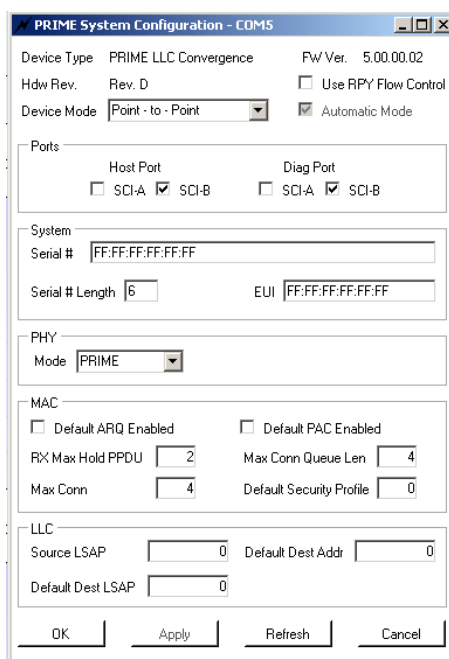 PRIME System Configuration - COM5
Device Type PRIME LLC Convergence FW Ver. 5.00.00.02
Hdw Rev. Rev. D Use RPY Flow Control
Device Mode Point - to - Point Automatic Mode
Ports
Host Port Diag Port
SCI-A SCI-B SCI-A SCI-B
System
Serial # FF:FF:FF:FF:FF:FF
Serial # Length 6 EUI FF:FF:FF:FF:FF:FF
PHY
Mode PRIME
MAC
Default ARQ Enabled Default PAC Enabled
RX Max Hold PPDU 2 Max Conn Queue Len 4
Max Conn 4 Default Security Profile 0
LLC
Source LSAP 0 Default Dest Addr 0
Default Dest LSAP 0
OK Apply Refresh Cancel